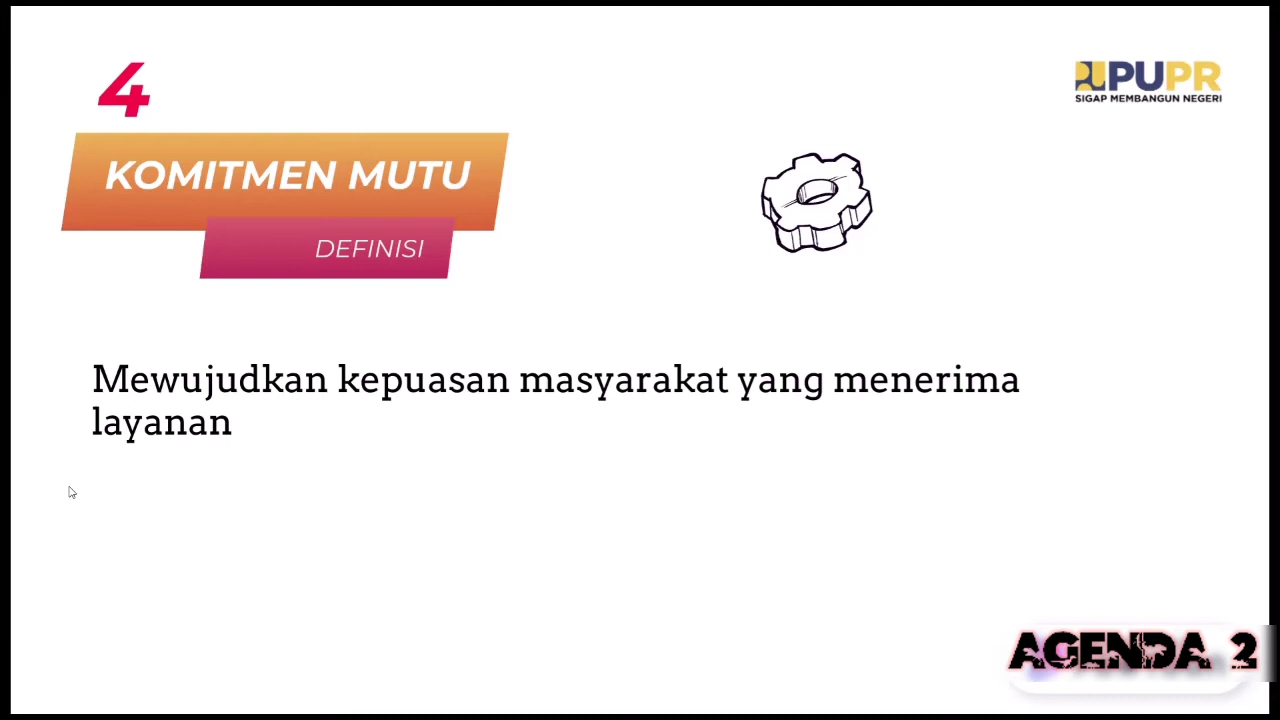 4
PUPR
SIGAP MEMBANGUN NEGERI
KOMITMEN MUTU
DEFINISI
Mewujudkan kepuasan masyarakat yang menerima
layanan
AGENDA 2